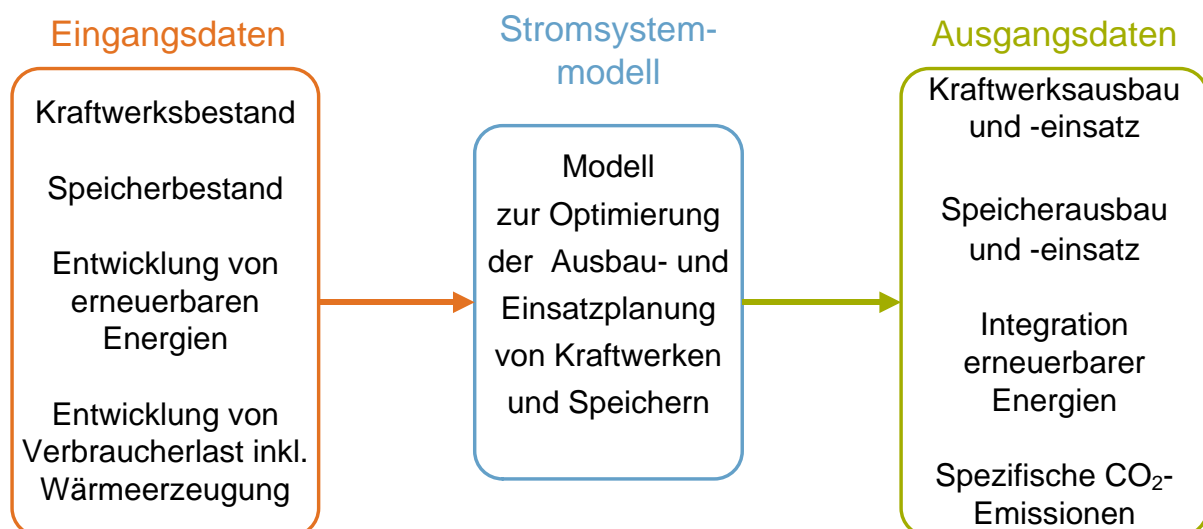 Eingangsdaten
Kraftwerksbestand
Speicherbestand
Entwicklung von
erneuerbaren
Energien
Entwicklung von
Verbraucherlast inkl.
Wärmeerzeugung
Stromsystem-
modell
Modell
zur Optimierung
der Ausbau- und
Einsatzplanung
von Kraftwerken
und Speichern
Ausgangsdaten
Kraftwerksausbau
und -einsatz
Speicherausbau
und -einsatz
Integration
erneuerbarer
Energien
Spezifische CO₂-
Emissionen